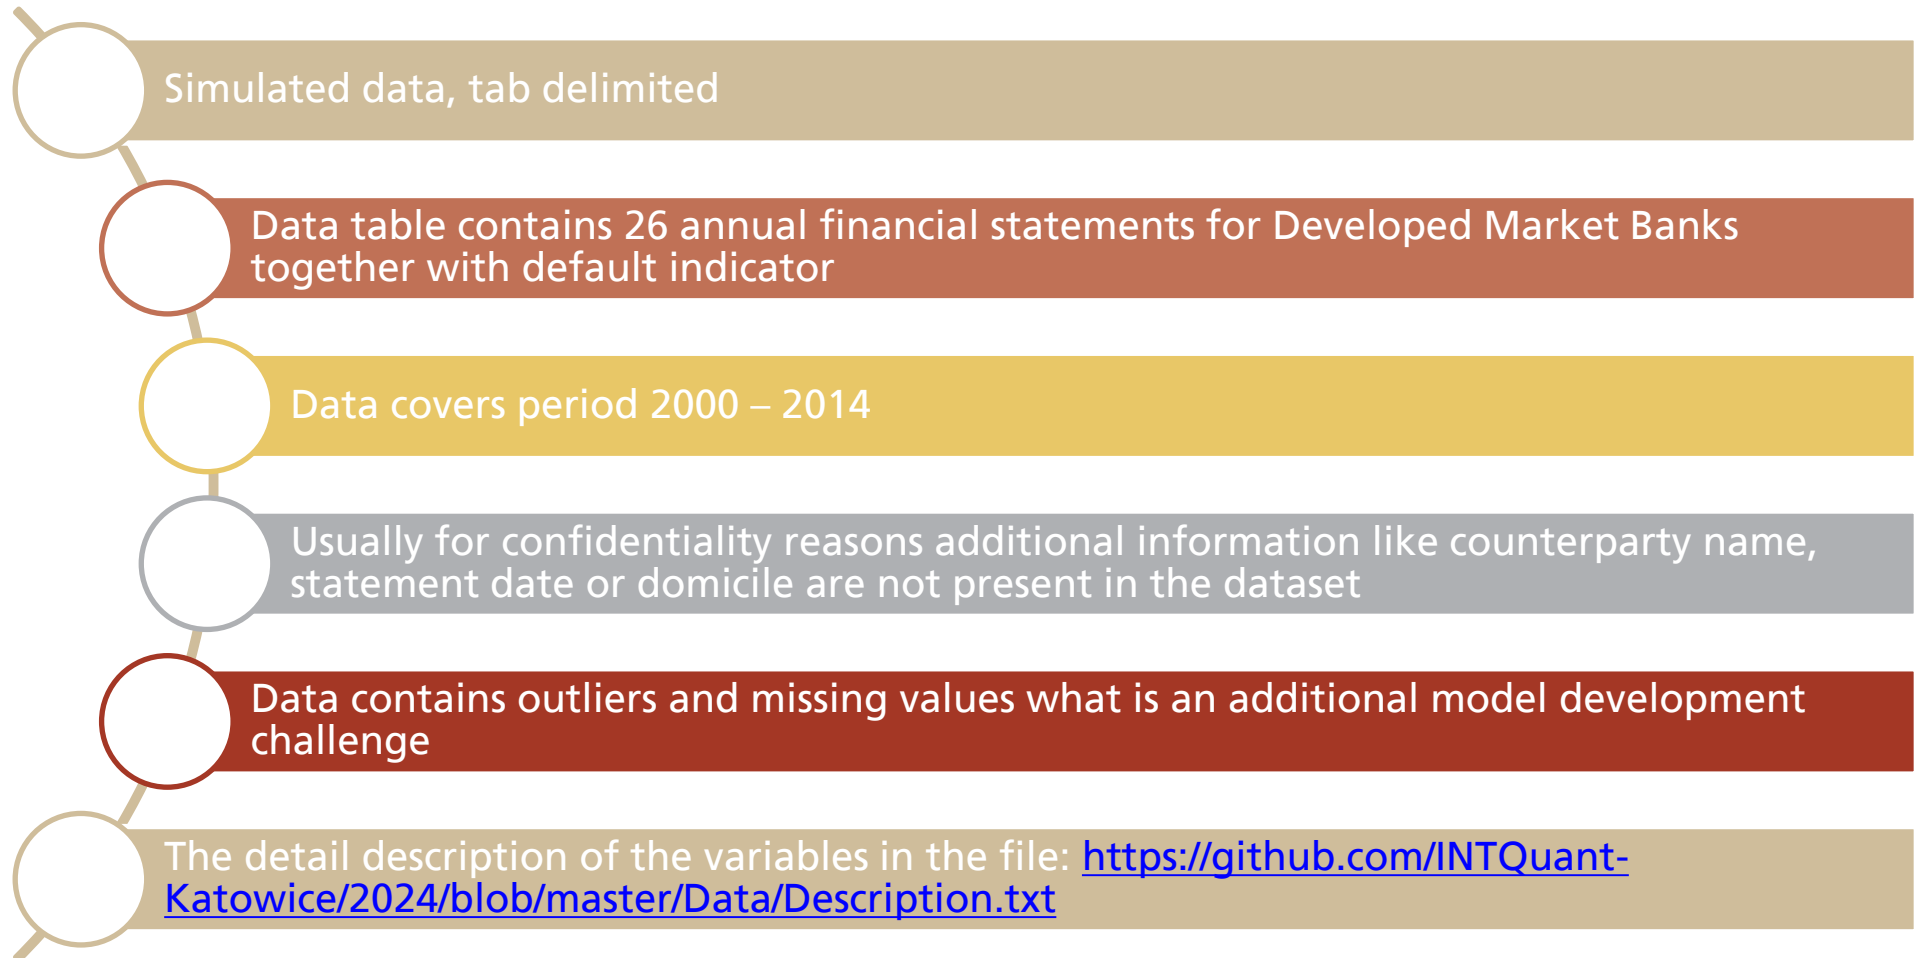 Simulated data, tab delimited
Data table contains 26 annual financial statements for Developed Market Banks
together with default indicator
Data covers period 2000 – 2014
Usually for confidentiality reasons additional information like counterparty name,
statement date or domicile are not present in the dataset
Data contains outliers and missing values what is an additional model development
challenge
The detail description of the variables in the file: https://github.com/INTQuant-
Katowice/2024/blob/master/Data/Description.txt